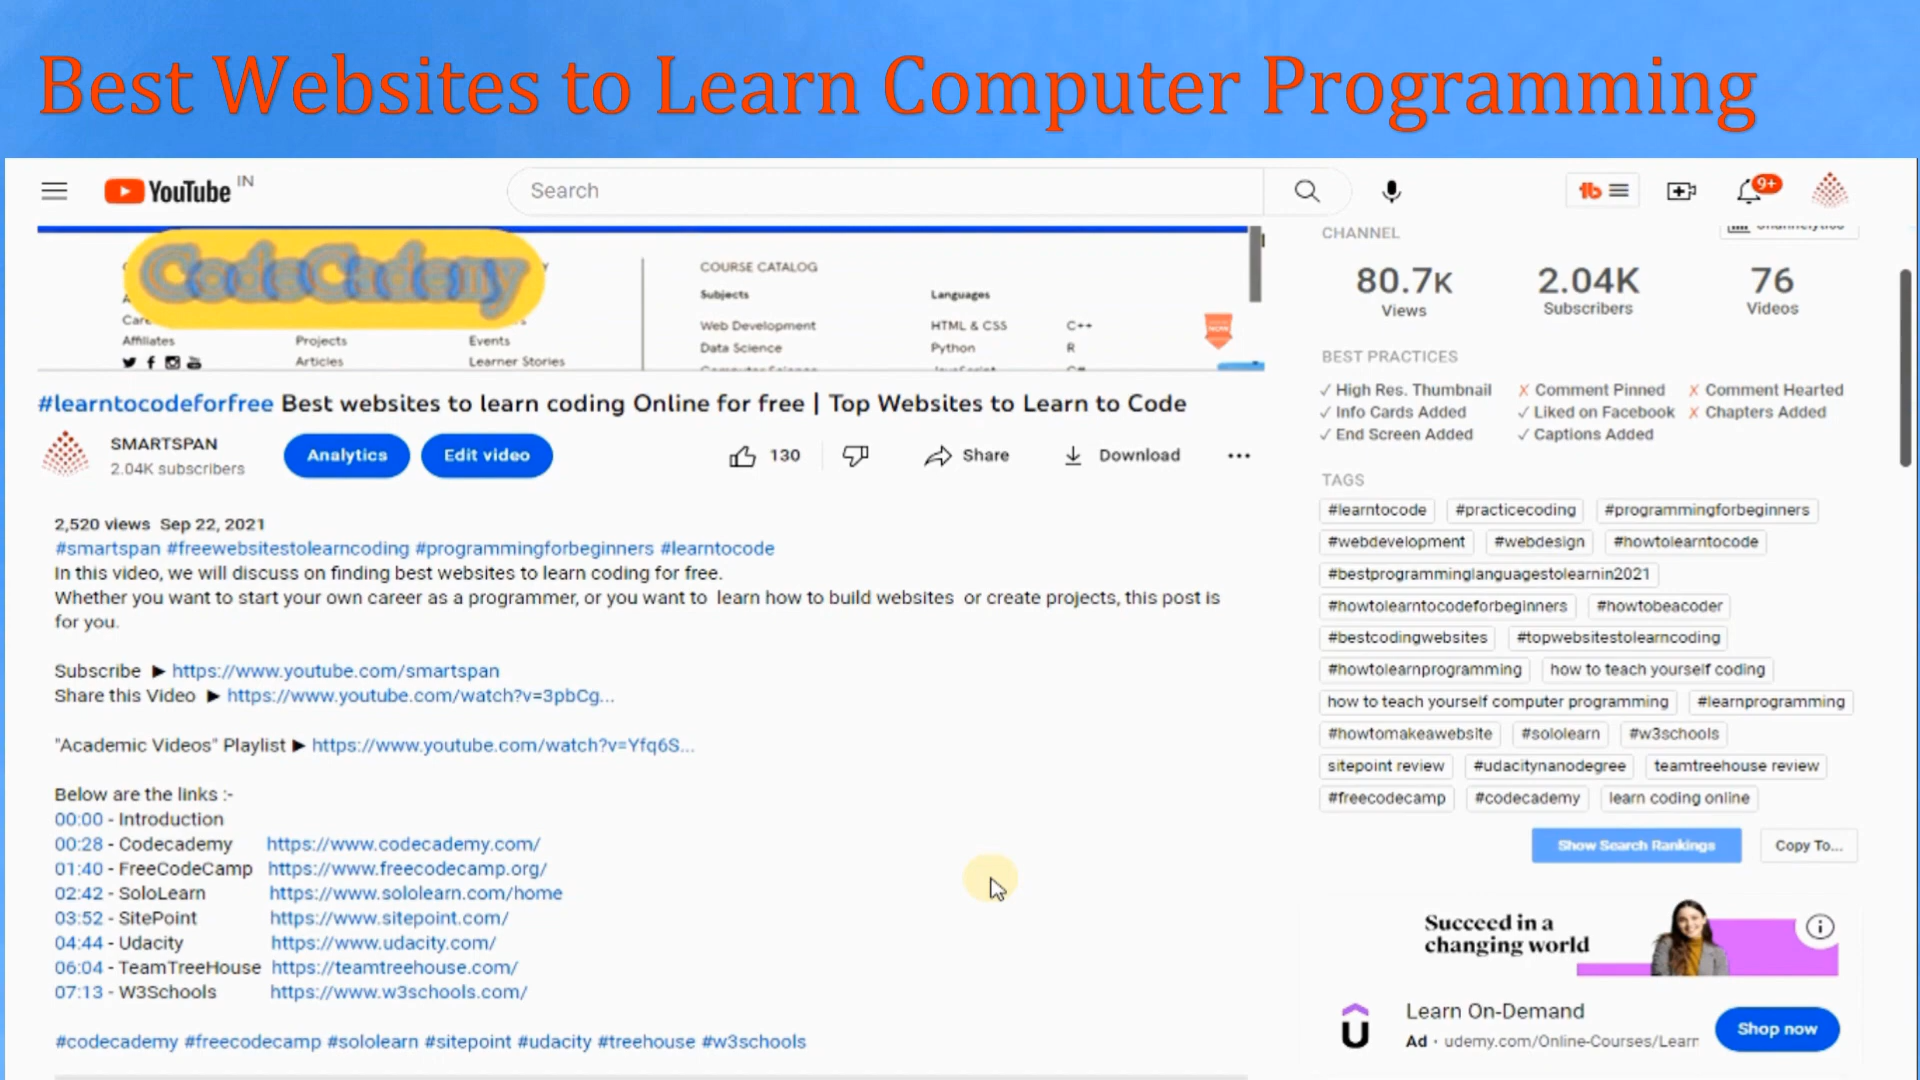 Best Websites to Learn Computer Programming
YouTube IN
Search
9+
CodeCademy
COURSE CATALOG
Subjects
Languages
Web Development
HTML & CSS
C++
Care
Affiliates
Projects
Events
Data Science
Python
R
Articles
Learner Stories
Computer Science
JavaScript
C#
#learntocodeforfree Best websites to learn coding Online for free | Top Websites to Learn to Code
SMARTSPAN
2.04K subscribers
Analytics
Edit video
130
Share
Download
2,520 views Sep 22, 2021
#smartspan #freewebsitestolearncoding #programmingforbeginners #learntocode
In this video, we will discuss on finding best websites to learn coding for free.
Whether you want to start your own career as a programmer, or you want to learn how to build websites or create projects, this post is
for you.
Subscribe ► https://www.youtube.com/smartspan
Share this Video ► https://www.youtube.com/watch?v=3pbCg...
"Academic Videos" Playlist ► https://www.youtube.com/watch?v=Yfq6S...
Below are the links :-
00:00 - Introduction
00:28 - Codecademy https://www.codecademy.com/
01:40 - FreeCodeCamp https://www.freecodecamp.org/
02:42 - SoloLearn https://www.sololearn.com/home
03:52 - SitePoint https://www.sitepoint.com/
04:44 - Udacity https://www.udacity.com/
06:04 - TeamTreeHouse https://teamtreehouse.com/
07:13 - W3Schools https://www.w3schools.com/
#codecademy #freecodecamp #sololearn #sitepoint #udacity #treehouse #w3schools
CHANNEL
80.7K
2.04K
76
Views
Subscribers
Videos
BEST PRACTICES
✓ High Res. Thumbnail
✗ Comment Pinned
✗ Comment Hearted
✓ Info Cards Added
✓ Liked on Facebook
✗ Chapters Added
✓ End Screen Added
✓ Captions Added
TAGS
#learntocode #practicecoding #programmingforbeginners
#webdevelopment #webdesign #howtolearntocode
#bestprogramminglanguagestolearnin2021
#howtolearntocodeforbeginners #howtobeacoder
#bestcodingwebsites #topwebsitestolearncoding
#howtolearnprogramming how to teach yourself coding
how to teach yourself computer programming #learnprogramming
#howtomakeawebsite #sololearn #w3schools
sitepoint review #udacitynanodegree teamtreehouse review
#freecodecamp #codecademy learn coding online
Show Search Rankings
Copy To...
Succeed in a
changing world
Learn On-Demand
Ad · udemy.com/Online-Courses/Learn
Shop now